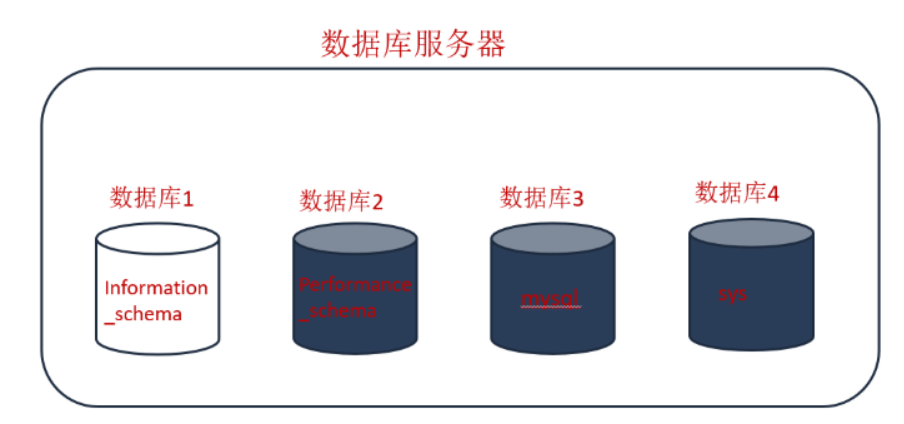 数据库服务器
数据库1
数据库2
数据库3
数据库4
Information
_schema
Performance
_schema
mysql
sys